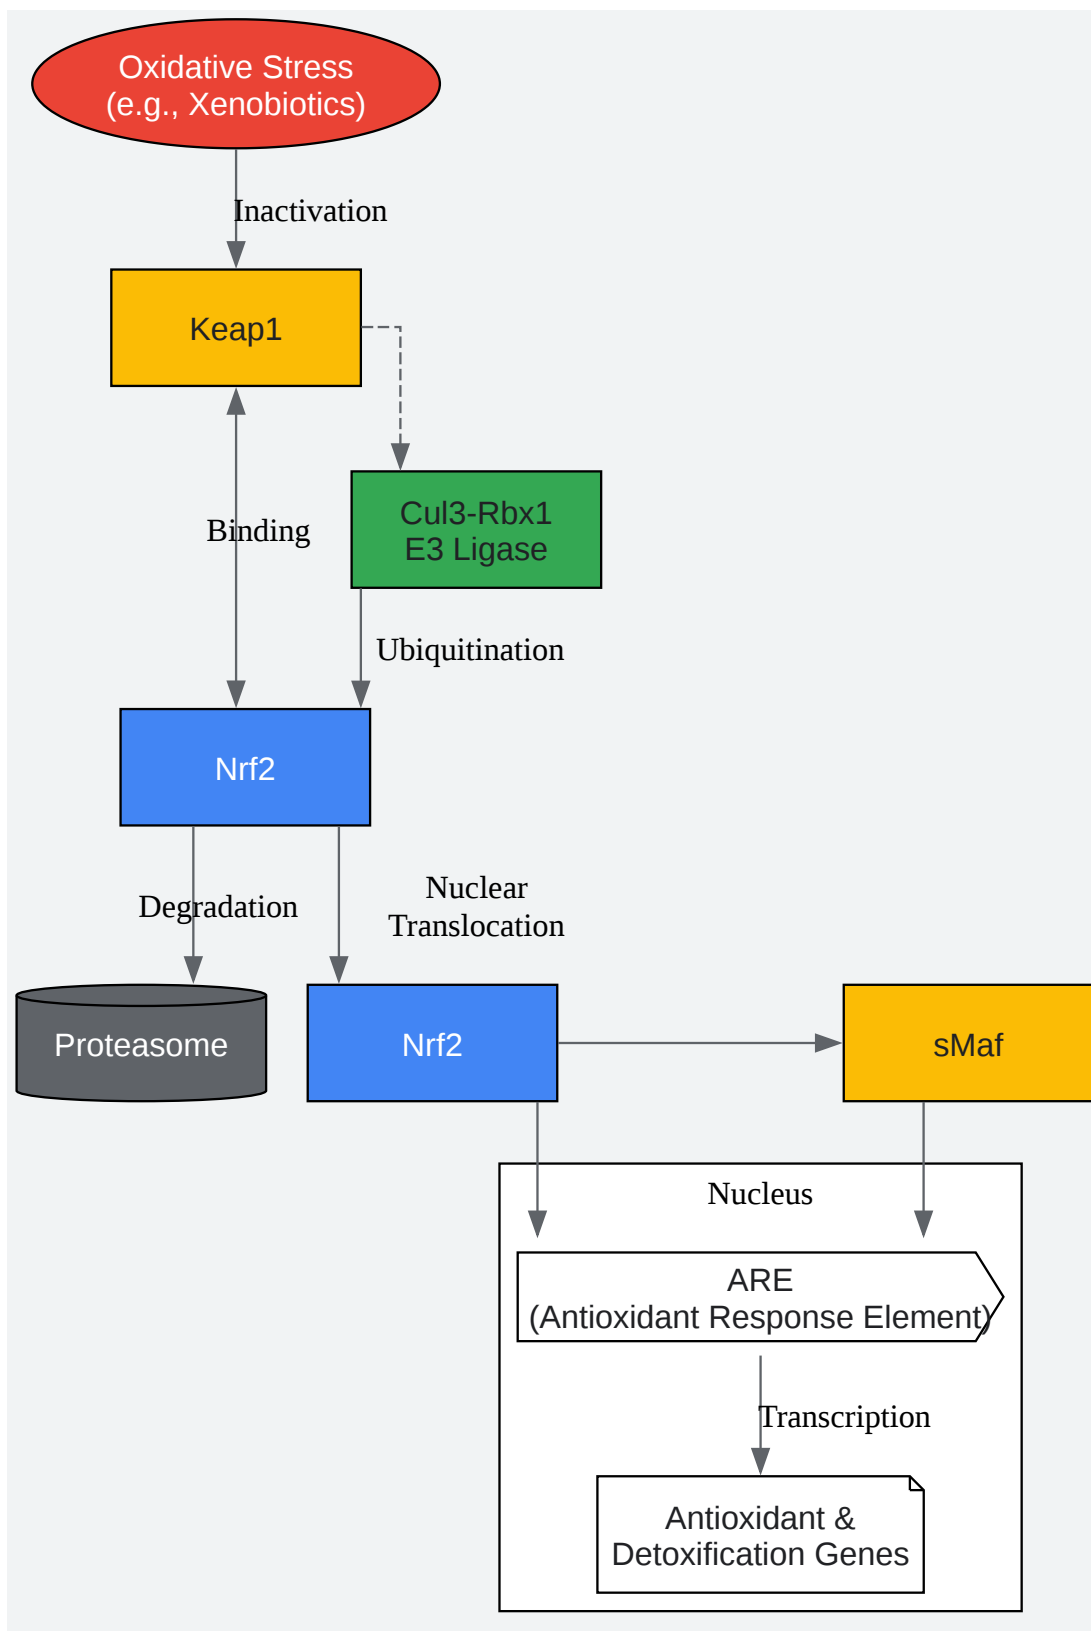 Oxidative Stress
(e.g., Xenobiotics)
Inactivation
Keap1
Cul3-Rbx1
E3 Ligase
Binding
Ubiquitination
Nrf2
Degradation
Nuclear
Translocation
Proteasome
Nrf2
sMaf
Nucleus
ARE
(Antioxidant Response Element)
Transcription
Antioxidant &
Detoxification Genes